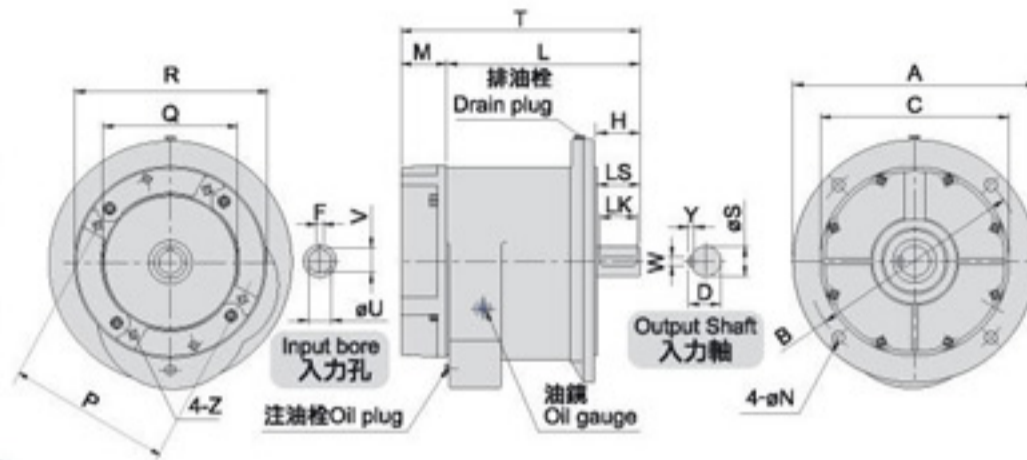 T
M
L
R
Q
排油栓
Drain plug
H
LS
LK
A
C
F
V
øU
Input bore
入力孔
Y
øS
W
D
Output Shaft
入力軸
B
P
4-Z
注油栓Oil plug
油鏡
Oil gauge
4-øN